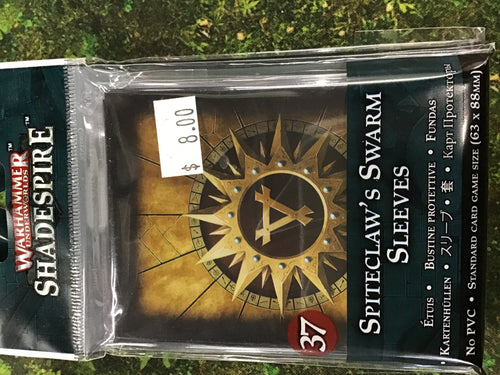 WARHAMMER
UNDERWORLDS
SHADESPIRE
$ 8.00
37
SPITECLAW'S SWARM
SLEEVES
ÉTUIS • BUSTINE PROTETTIVE • FUNDAS
• KARTENHÜLLEN • スリーブ • 套 • Карт Протекторы
NO PVC • STANDARD CARD GAME SIZE (63 X 88MM)